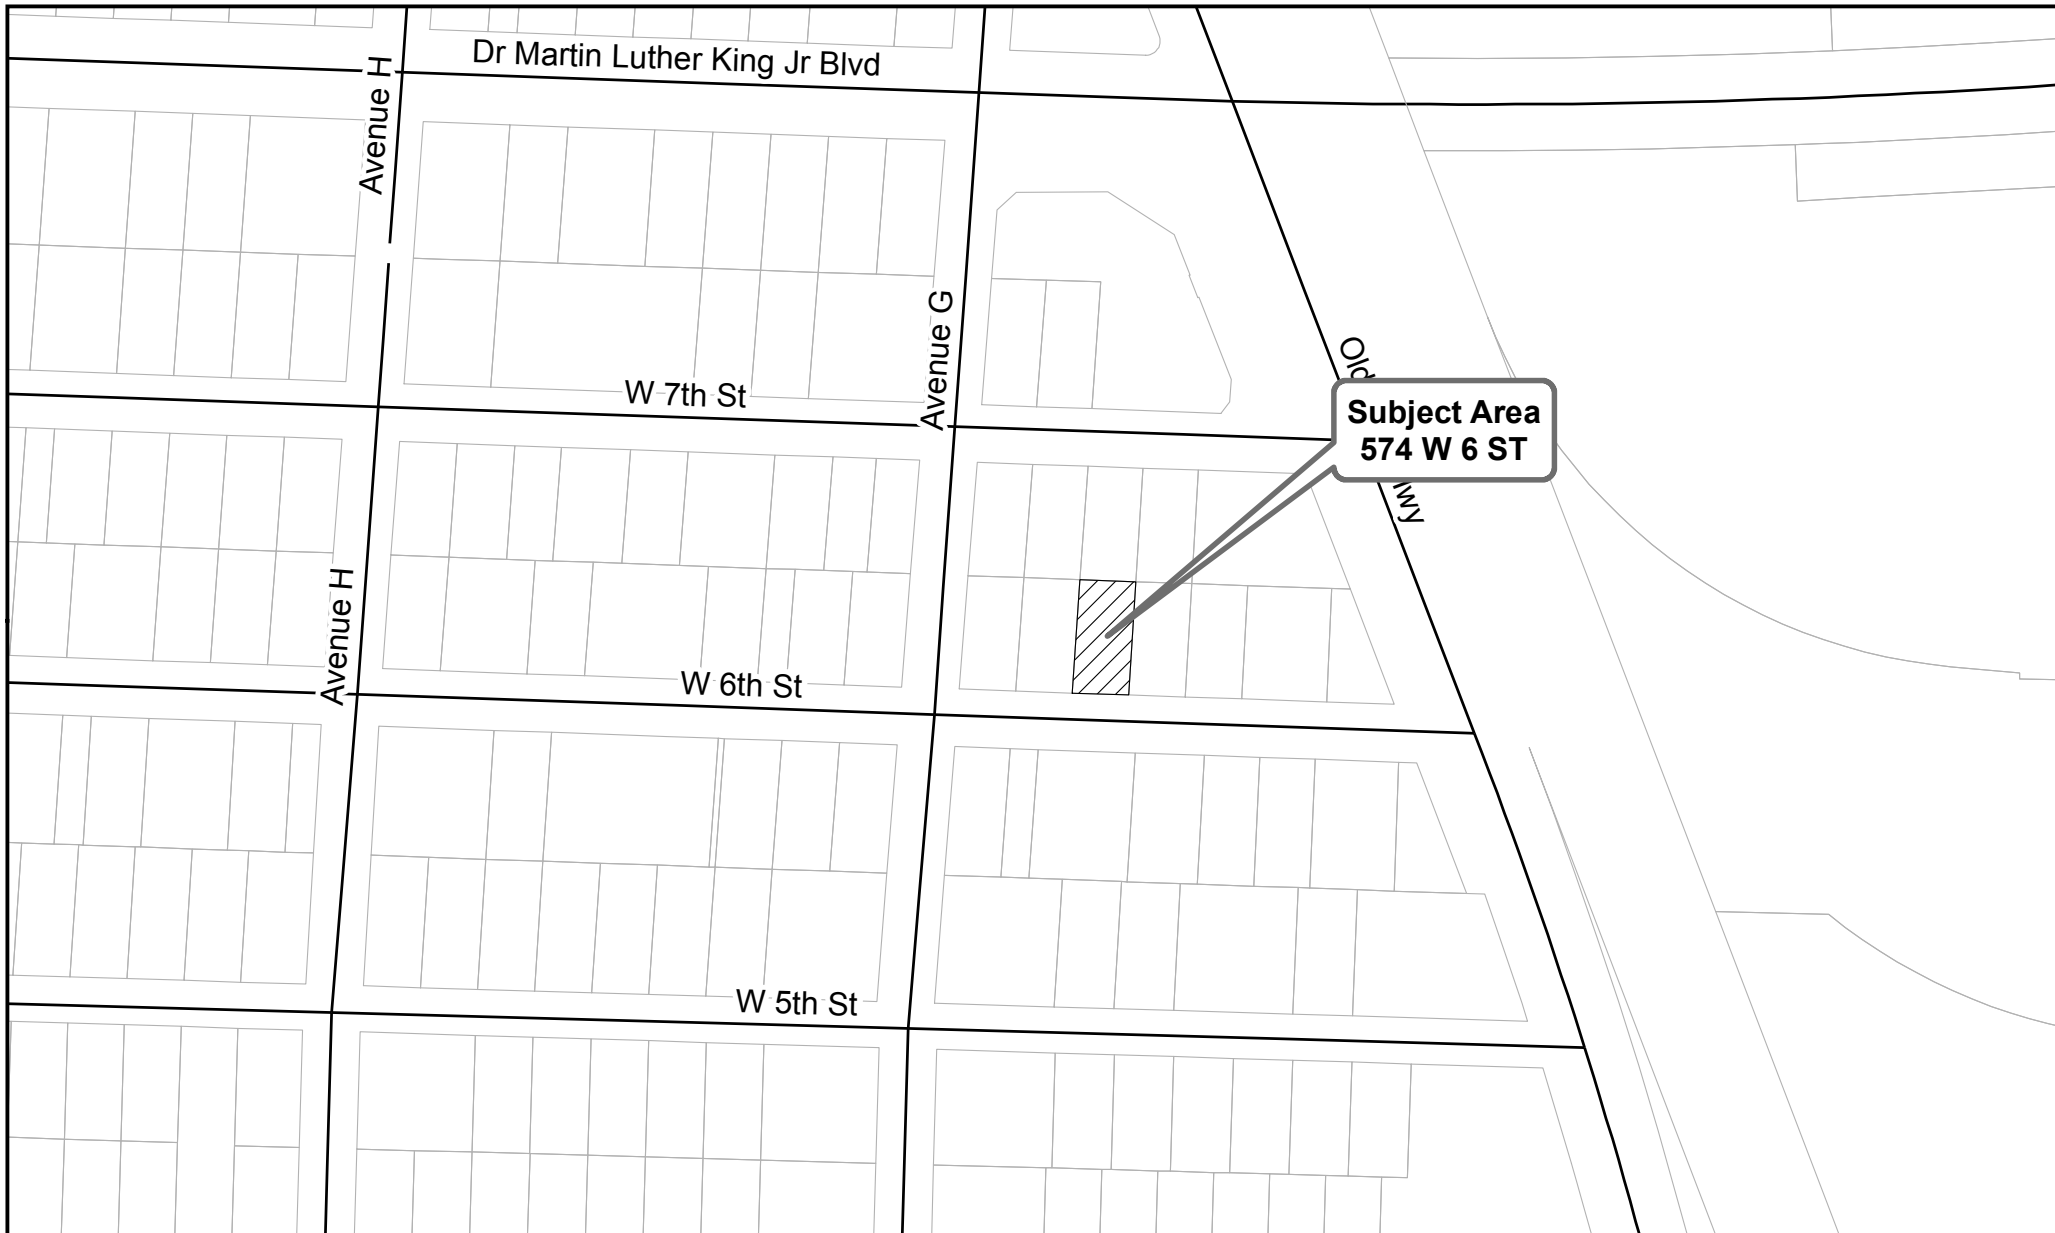 Dr Martin Luther King Jr Blvd
Avenue H
Avenue G
Old
W 7th St
Subject Area
574 W 6 ST
Avenue H
W 6th St
W 5th St